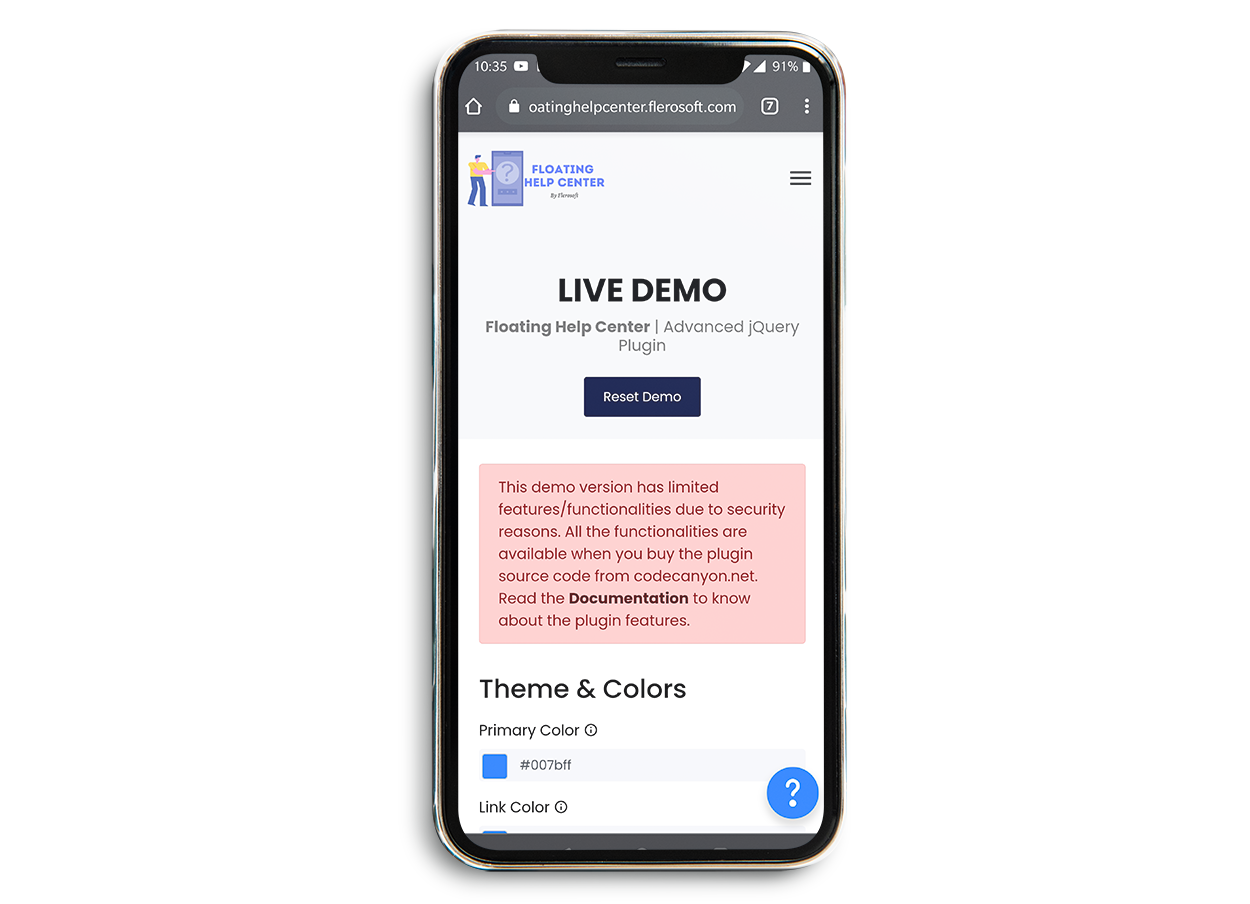 10:35 91%
oatinghelpcenter.flerosoft.com 7
FLOATING
HELP CENTER
By Flerosoft
LIVE DEMO
Floating Help Center | Advanced jQuery
Plugin
Reset Demo
This demo version has limited
features/functionalities due to security
reasons. All the functionalities are
available when you buy the plugin
source code from codecanyon.net.
Read the Documentation to know
about the plugin features.
Theme & Colors
Primary Color
#007bff
?
Link Color